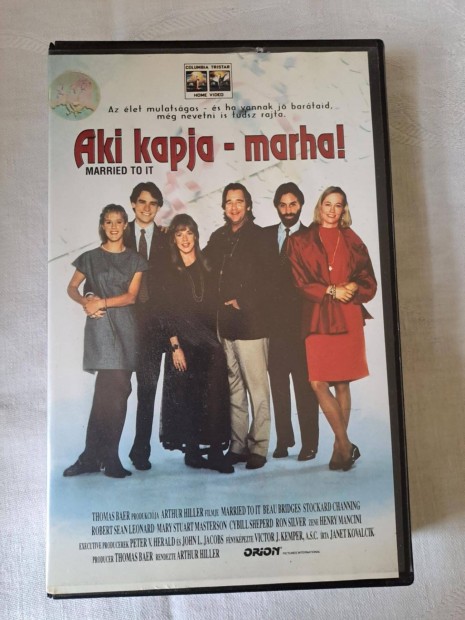 COLUMBIA TRISTAR
HOME VIDEO
Az élet mulatságos - és ha vannak jó barátaid,
még nevetni is tudsz rajta.
Aki kapja - marha!
MARRIED TO IT
THOMAS BAER PRODUKCIÓJA ARTHUR HILLER FILMJE MARRIED TO IT BEAU BRIDGES STOCKARD CHANNING
ROBERT SEAN LEONARD MARY STUART MASTERSON CYBILL SHEPERD RON SILVER ZENE HENRY MANCINI
EXECUTIVE PRODUCEREK PETER V. HERALD ÉS JOHN L. JACOBS FÉNYKÉPEZTE VICTOR J. KEMPER, A.S.C. ÍRTA JANET KOVALCIK
PRODUCER THOMAS BAER RENDEZTE ARTHUR HILLER ORION PICTURES INTERNATIONAL